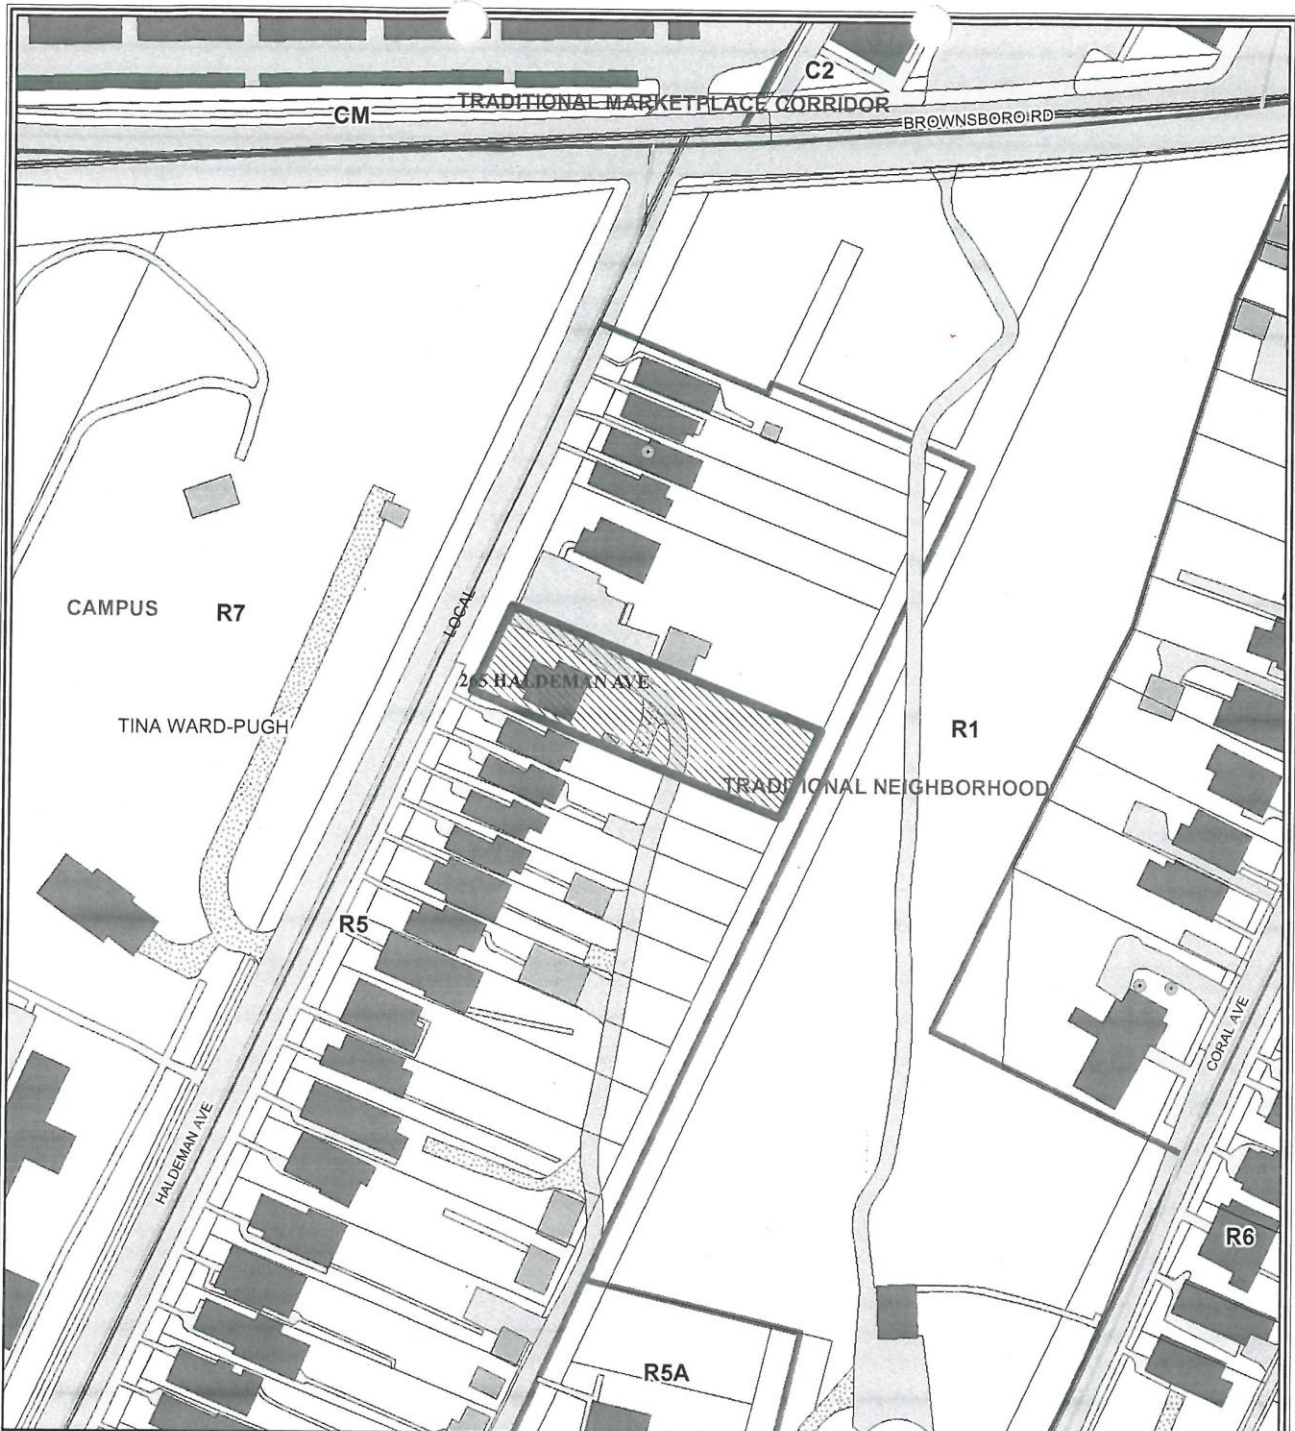 C2
TRADITIONAL MARKETPLACE CORRIDOR
CM
BROWNSBORO RD
CAMPUS
R7
LOCAL
265 HALDEMAN AVE
TINA WARD-PUGH
R1
TRADITIONAL NEIGHBORHOOD
R5
CORAL AVE
HALDEMAN AVE
R6
R5A